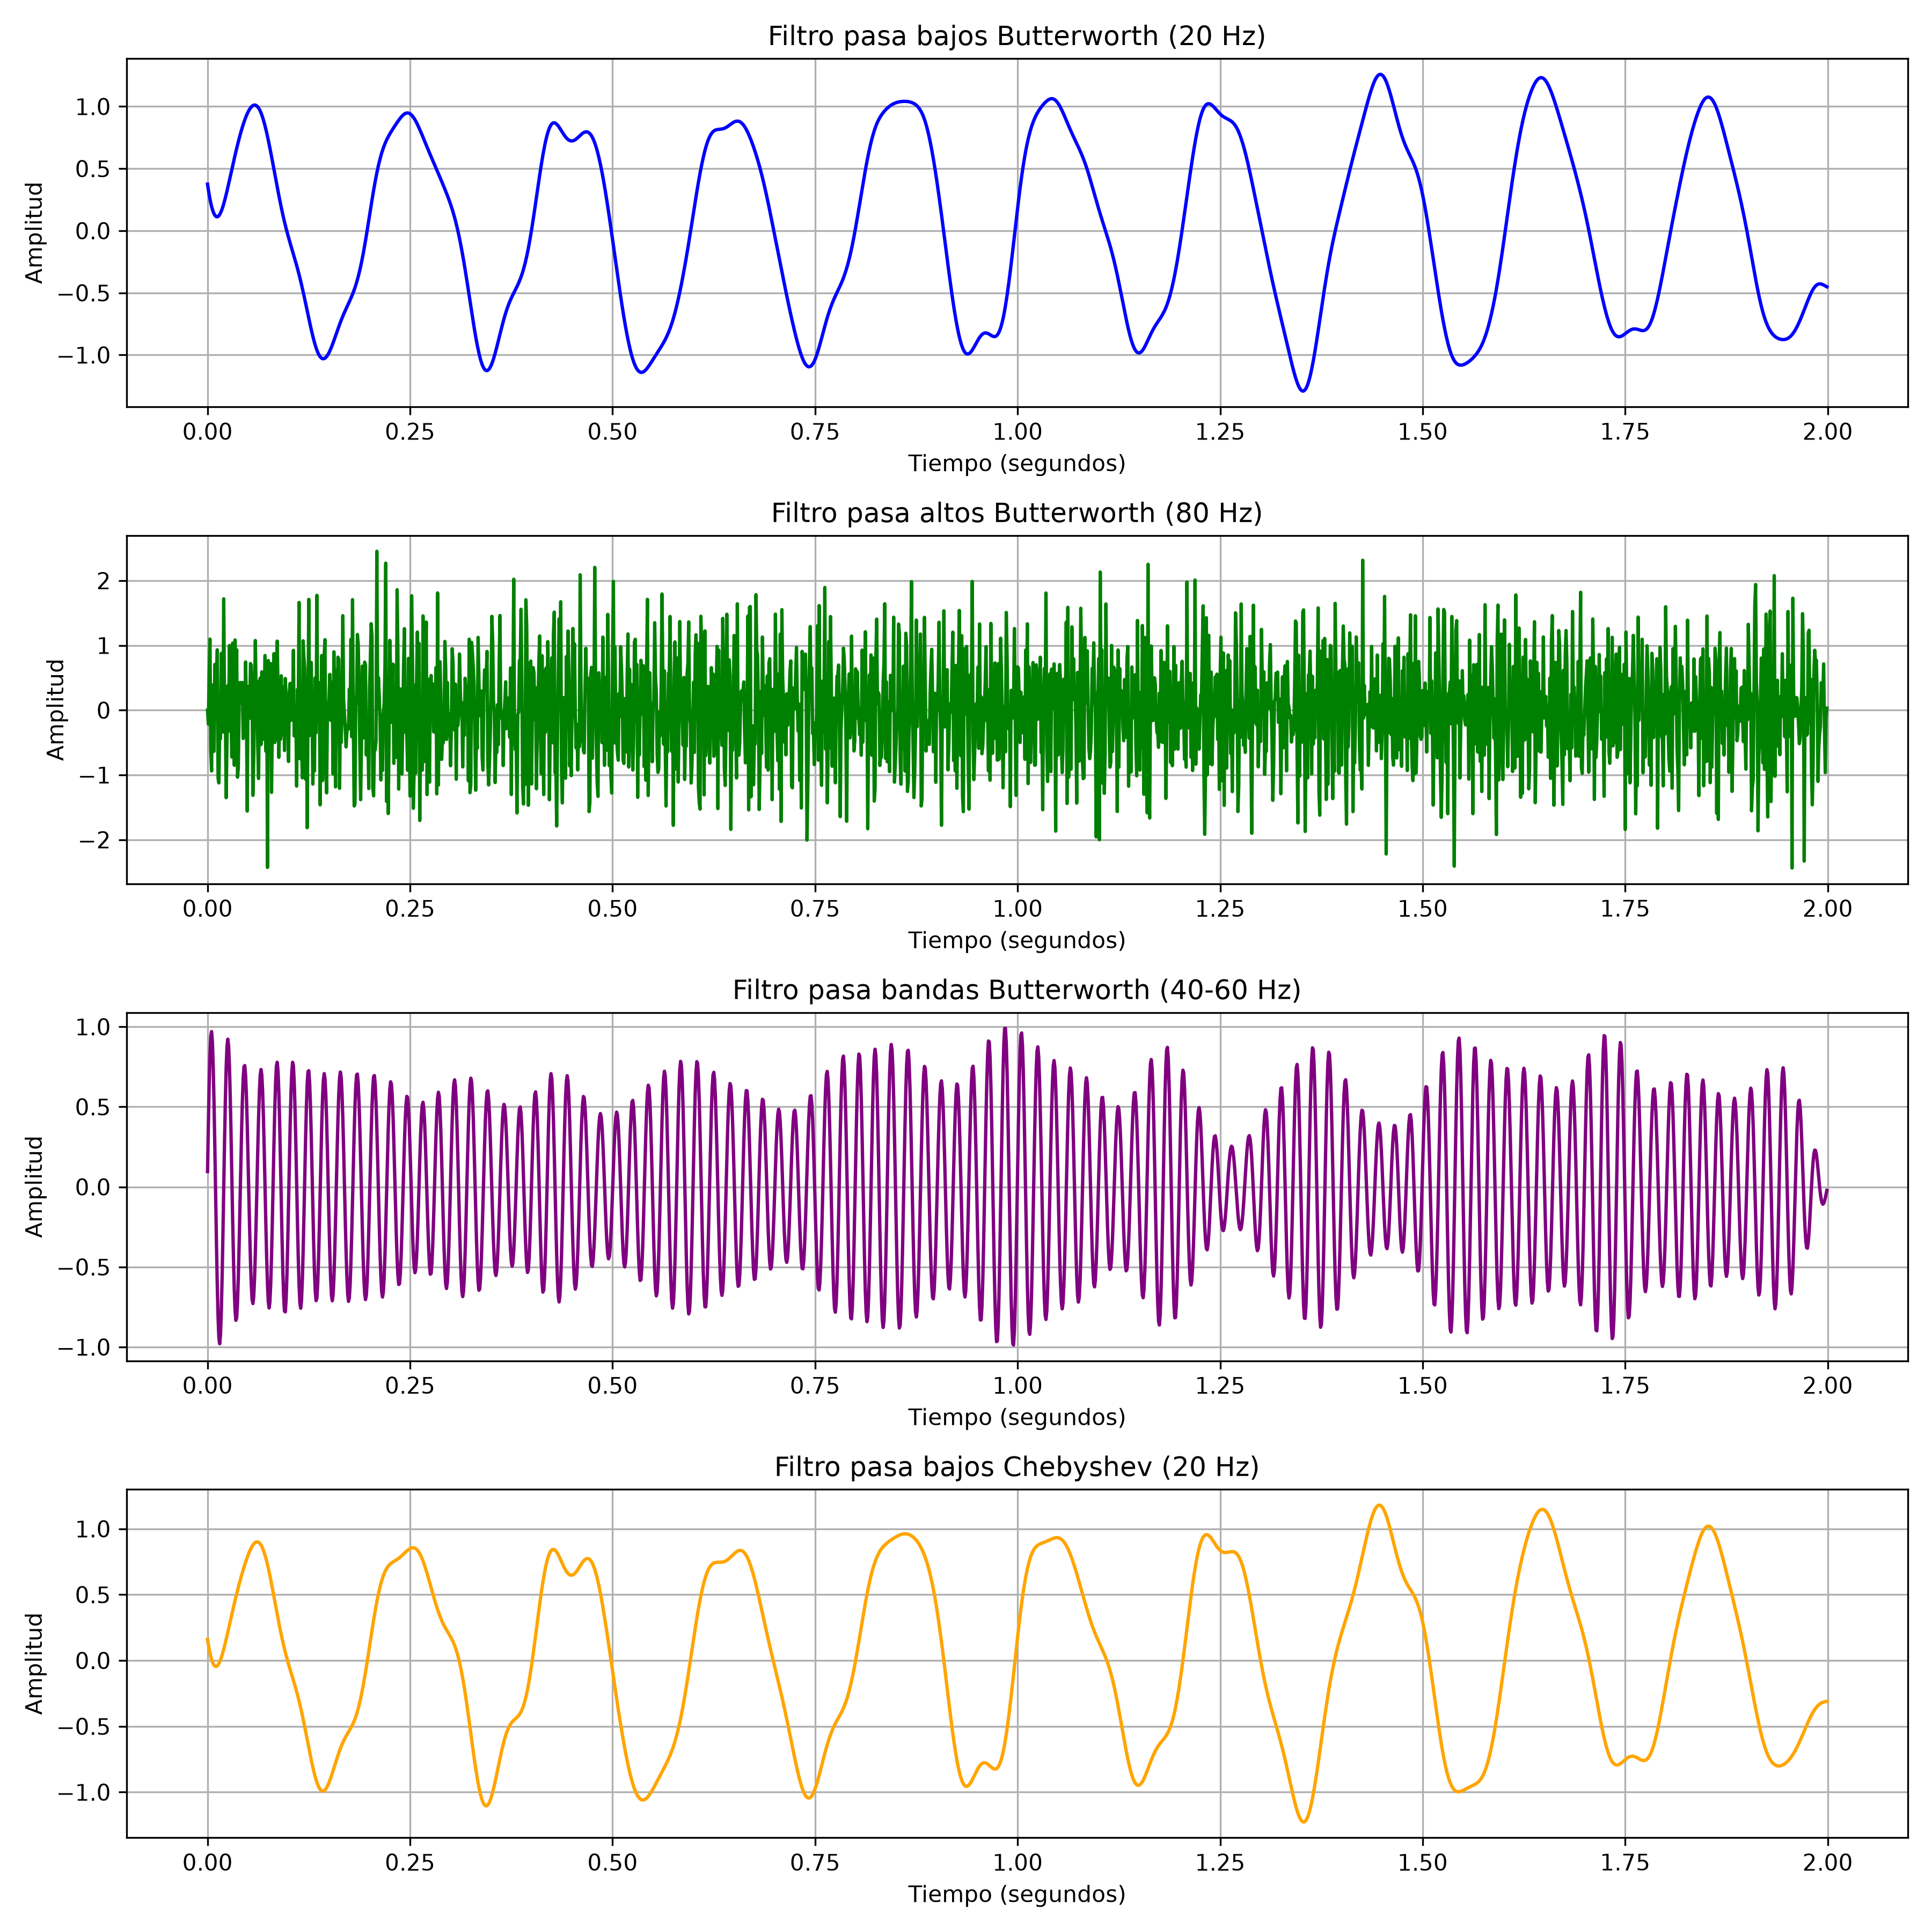 Filtro pasa bajos Butterworth (20 Hz)
Amplitud
1.0
0.5
0.0
−0.5
−1.0
0.00 0.25 0.50 0.75 1.00 1.25 1.50 1.75 2.00
Tiempo (segundos)
Filtro pasa altos Butterworth (80 Hz)
Amplitud
2
1
0
−1
−2
0.00 0.25 0.50 0.75 1.00 1.25 1.50 1.75 2.00
Tiempo (segundos)
Filtro pasa bandas Butterworth (40-60 Hz)
Amplitud
1.0
0.5
0.0
−0.5
−1.0
0.00 0.25 0.50 0.75 1.00 1.25 1.50 1.75 2.00
Tiempo (segundos)
Filtro pasa bajos Chebyshev (20 Hz)
Amplitud
1.0
0.5
0.0
−0.5
−1.0
0.00 0.25 0.50 0.75 1.00 1.25 1.50 1.75 2.00
Tiempo (segundos)